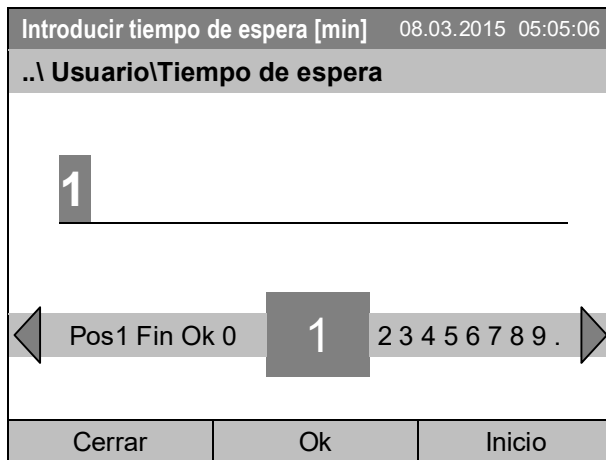 Introducir tiempo de espera [min] 08.03.2015 05:05:06
..\ Usuario\Tiempo de espera
1
Pos1 Fin Ok 0 1 2 3 4 5 6 7 8 9 .
Cerrar Ok Inicio